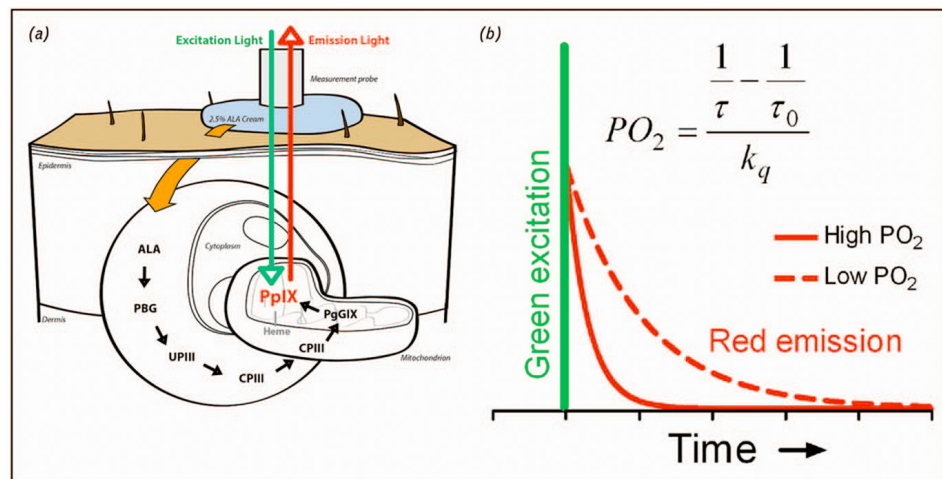 (a)
Excitation Light
Emission Light
Measurement probe
2.5% ALA Cream
Epidermis
Cytoplasm
ALA
PBG
UPIII
CPIII
CPIII
PgGIX
PpIX
Heme
Dermis
Mitochondrion
(b)
PO₂ = (1/τ − 1/τ₀) / k_q
Green excitation
High PO₂
Low PO₂
Red emission
Time →